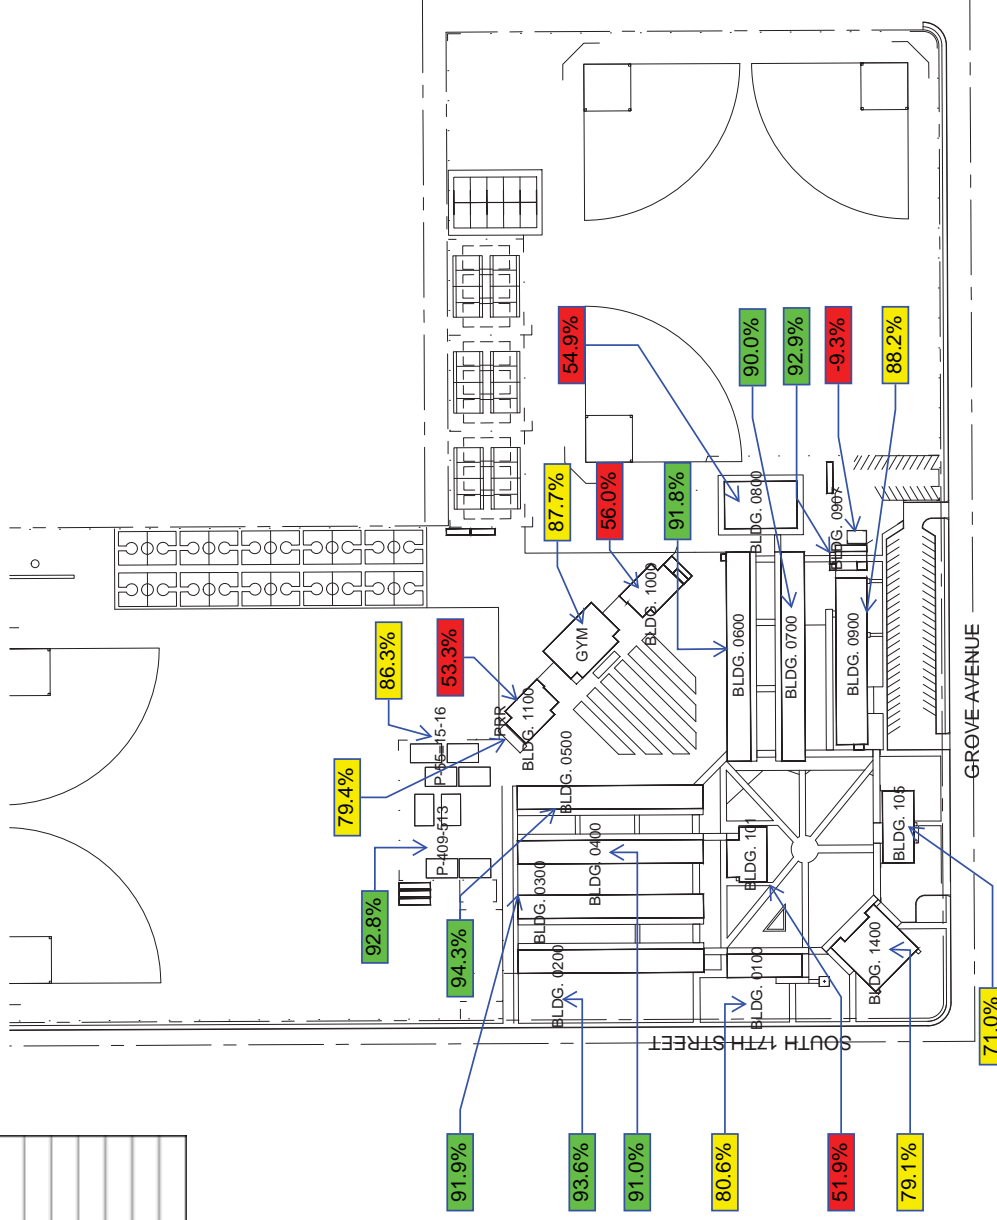 54.9%
90.0%
92.9%
-9.3%
88.2%
87.7%
56.0%
91.8%
BLDG. 0800
BLDG. 0907
BLDG. 1000
GYM
BLDG. 0600
BLDG. 0700
BLDG. 0900
86.3%
53.3%
79.4%
P-55-15-16
PRR
BLDG. 1100
BLDG. 0500
P-409-513
92.8%
94.3%
BLDG. 0400
BLDG. 0300
BLDG. 0200
BLDG. 101
BLDG. 105
BLDG. 0100
BLDG. 1400
GROVE AVENUE
SOUTH 17TH STREET
71.0%
91.9%
93.6%
91.0%
80.6%
51.9%
79.1%